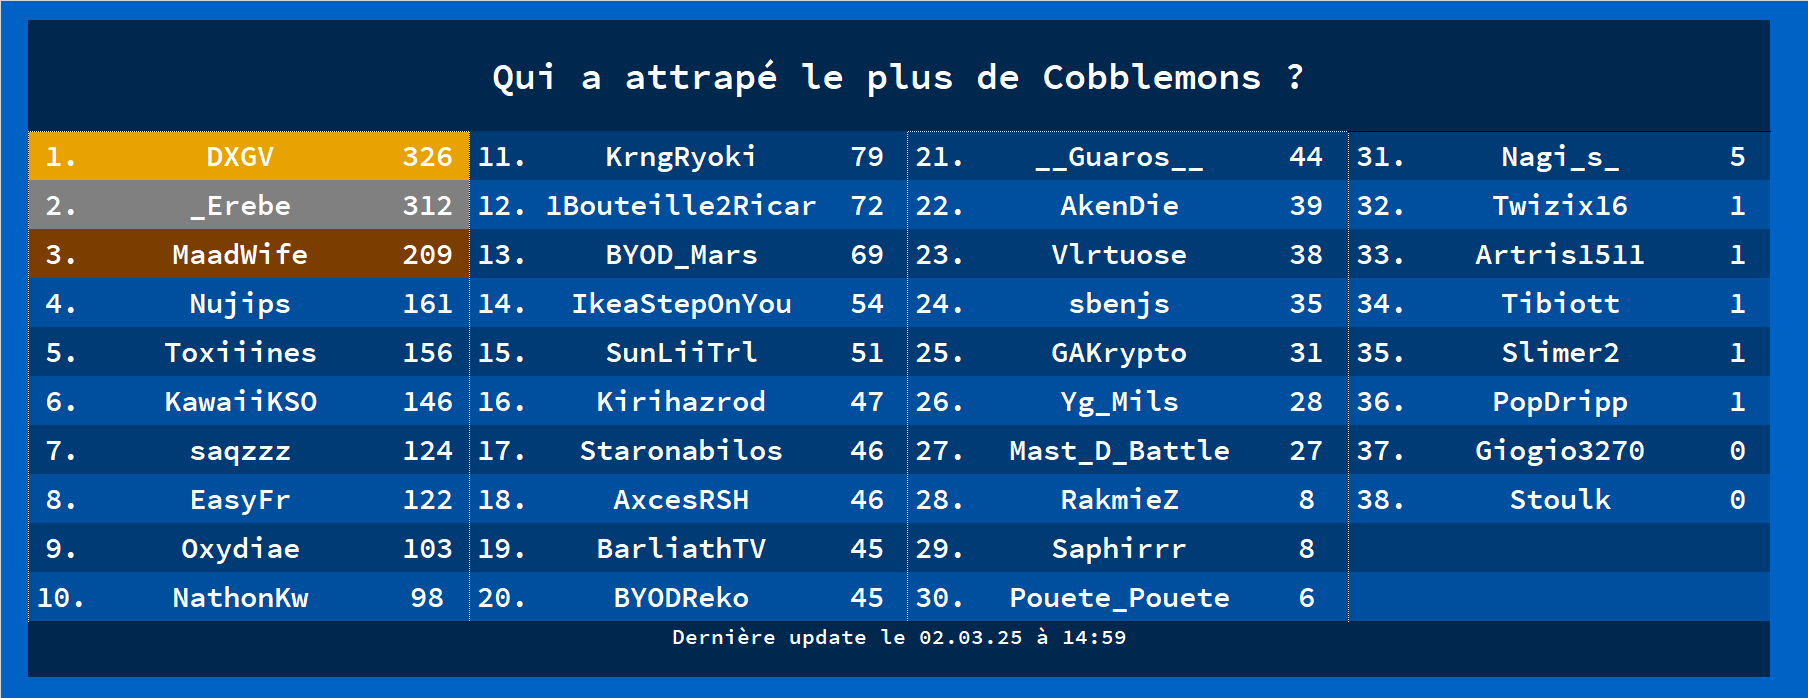 Qui a attrapé le plus de Cobblemons ?
1. DXGV 326
2. _Erebe 312
3. MaadWife 209
4. Nujips 161
5. Toxiiines 156
6. KawaiiKSO 146
7. saqzzz 124
8. EasyFr 122
9. Oxydiae 103
10. NathonKw 98
11. KrngRyoki 79
12. 1Bouteille2Ricar 72
13. BYOD_Mars 69
14. IkeaStepOnYou 54
15. SunLiiTrl 51
16. Kirihazrod 47
17. Staronabilos 46
18. AxcesRSH 46
19. BarliathTV 45
20. BYODReko 45
21. __Guaros__ 44
22. AkenDie 39
23. Vlrtuose 38
24. sbenjs 35
25. GAKrypto 31
26. Yg_Mils 28
27. Mast_D_Battle 27
28. RakmieZ 8
29. Saphirrr 8
30. Pouete_Pouete 6
31. Nagi_s_ 5
32. Twizix16 1
33. Artris1511 1
34. Tibiott 1
35. Slimer2 1
36. PopDripp 1
37. Giogio3270 0
38. Stoulk 0
Dernière update le 02.03.25 à 14:59